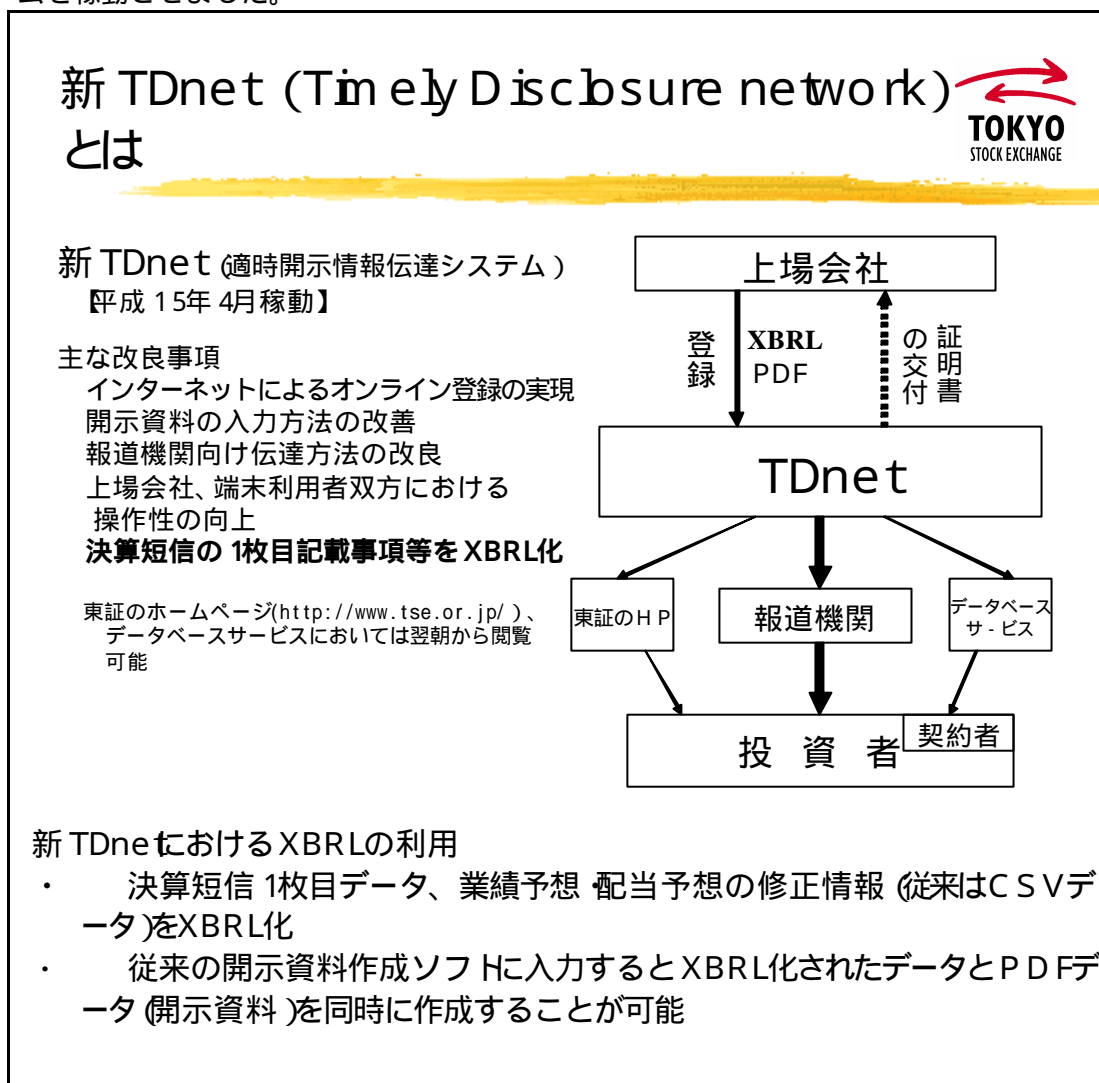 ムを稼動させました。
新 TDnet (Timely Disclosure network)
とは
TOKYO
STOCK EXCHANGE
新 TDnet (適時開示情報伝達システム)
【平成 15年 4月稼動】
主な改良事項
インターネットによるオンライン登録の実現
開示資料の入力方法の改善
報道機関向け伝達方法の改良
上場会社、端末利用者双方における
操作性の向上
決算短信の 1枚目記載事項等を XBRL化
東証のホームページ(http://www.tse.or.jp/)、
データベースサービスにおいては翌朝から閲覧
可能
上場会社
登録
XBRL
PDF
証明書
の交付
TDnet
東証のＨＰ
報道機関
データベース
サ-ビス
投 資 者
契約者
新 TDnetにおける XBRLの利用
・ 決算短信 1枚目データ、業績予想・配当予想の修正情報 (従来はＣＳＶデ
ータ)をXBRL化
・ 従来の開示資料作成ソフトに入力すると XBRL化されたデータとＰＤＦデ
ータ (開示資料)を同時に作成することが可能